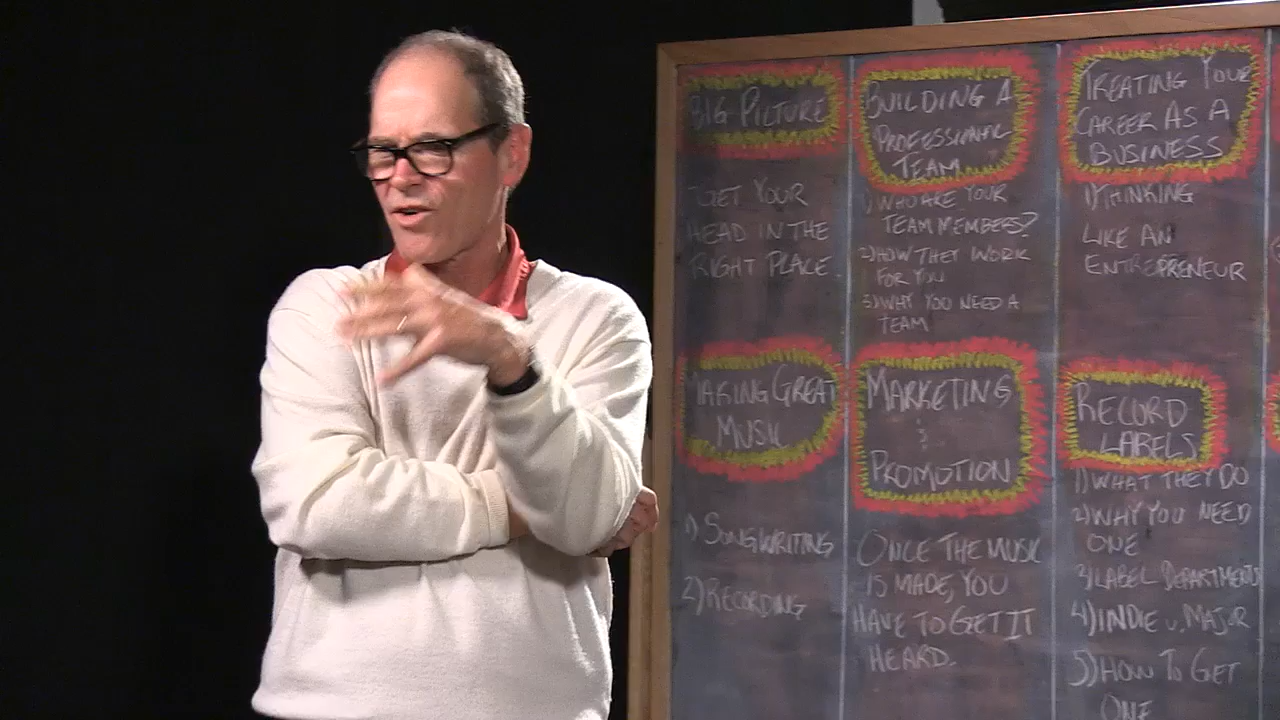 BIG PICTURE
GET YOUR
HEAD IN THE
RIGHT PLACE
BUILDING A
PROFESSIONAL
TEAM
1) WHO ARE YOUR
TEAM MEMBERS?
2) HOW THEY WORK
FOR YOU
3) WHY YOU NEED A
TEAM
TREATING YOUR
CAREER AS A
BUSINESS
1) THINKING
LIKE AN
ENTREPRENEUR
MAKING GREAT
MUSIC
1) SONGWRITING
2) RECORDING
MARKETING
&
PROMOTION
ONCE THE MUSIC
IS MADE, YOU
HAVE TO GET IT
HEARD.
RECORD
LABELS
1) WHAT THEY DO
2) WHY YOU NEED
ONE
3) LABEL DEPARTMENTS
4) INDIE v. MAJOR
5) HOW TO GET
ONE